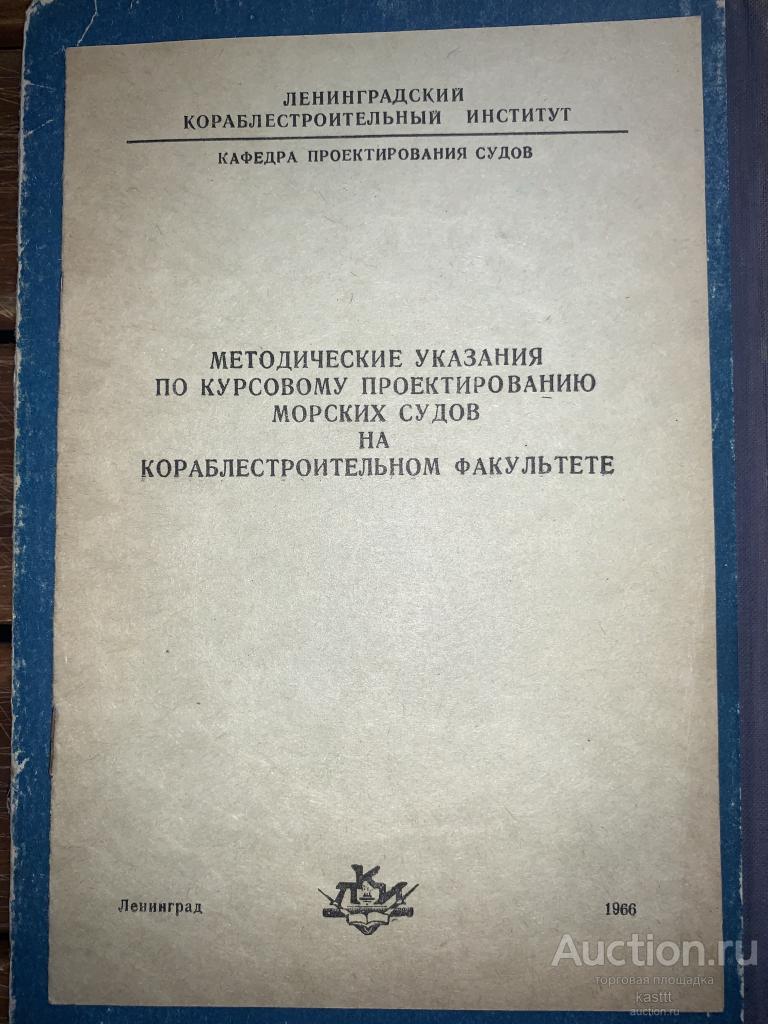 ЛЕНИНГРАДСКИЙ
КОРАБЛЕСТРОИТЕЛЬНЫЙ ИНСТИТУТ
КАФЕДРА ПРОЕКТИРОВАНИЯ СУДОВ
МЕТОДИЧЕСКИЕ УКАЗАНИЯ
ПО КУРСОВОМУ ПРОЕКТИРОВАНИЮ
МОРСКИХ СУДОВ
НА
КОРАБЛЕСТРОИТЕЛЬНОМ ФАКУЛЬТЕТЕ
ЛКИ
Ленинград
1966
Auction.ru
торговая площадка
kasttt
auction.ru